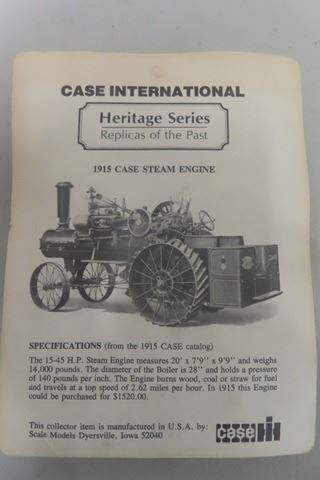 CASE INTERNATIONAL
Heritage Series
Replicas of the Past
1915 CASE STEAM ENGINE
SPECIFICATIONS (from the 1915 CASE catalog)
The 15-45 H.P. Steam Engine measures 20' x 7'9" x 9'9" and weighs
14,000 pounds. The diameter of the Boiler is 28" and holds a pressure
of 140 pounds per inch. The Engine burns wood, coal or straw for fuel
and travels at a top speed of 2.62 miles per hour. In 1915 this Engine
could be purchased for $1520.00.
This collector item is manufactured in U.S.A. by:
Scale Models Dyersville, Iowa 52040
case IH